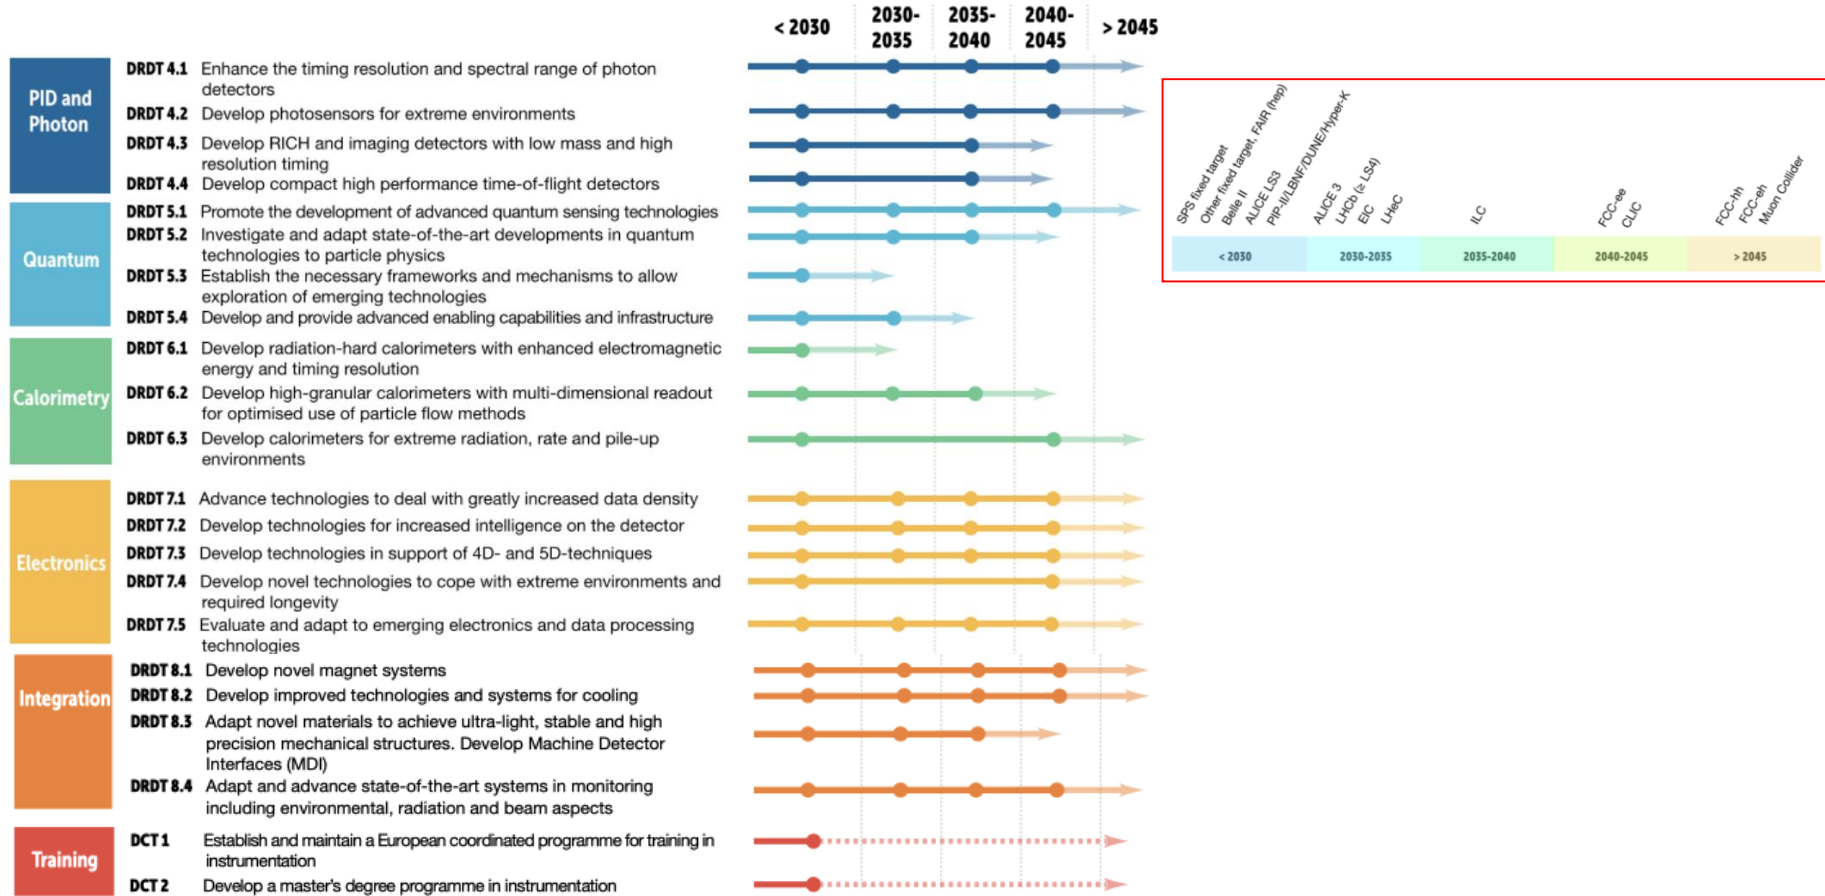 < 2030
2030-
2035
2035-
2040
2040-
2045
> 2045
PID and
Photon
DRDT 4.1 Enhance the timing resolution and spectral range of photon
detectors
DRDT 4.2 Develop photosensors for extreme environments
DRDT 4.3 Develop RICH and imaging detectors with low mass and high
resolution timing
DRDT 4.4 Develop compact high performance time-of-flight detectors
Quantum
DRDT 5.1 Promote the development of advanced quantum sensing technologies
DRDT 5.2 Investigate and adapt state-of-the-art developments in quantum
technologies to particle physics
DRDT 5.3 Establish the necessary frameworks and mechanisms to allow
exploration of emerging technologies
DRDT 5.4 Develop and provide advanced enabling capabilities and infrastructure
Calorimetry
DRDT 6.1 Develop radiation-hard calorimeters with enhanced electromagnetic
energy and timing resolution
DRDT 6.2 Develop high-granular calorimeters with multi-dimensional readout
for optimised use of particle flow methods
DRDT 6.3 Develop calorimeters for extreme radiation, rate and pile-up
environments
Electronics
DRDT 7.1 Advance technologies to deal with greatly increased data density
DRDT 7.2 Develop technologies for increased intelligence on the detector
DRDT 7.3 Develop technologies in support of 4D- and 5D-techniques
DRDT 7.4 Develop novel technologies to cope with extreme environments and
required longevity
DRDT 7.5 Evaluate and adapt to emerging electronics and data processing
technologies
Integration
DRDT 8.1 Develop novel magnet systems
DRDT 8.2 Develop improved technologies and systems for cooling
DRDT 8.3 Adapt novel materials to achieve ultra-light, stable and high
precision mechanical structures. Develop Machine Detector
Interfaces (MDI)
DRDT 8.4 Adapt and advance state-of-the-art systems in monitoring
including environmental, radiation and beam aspects
Training
DCT 1 Establish and maintain a European coordinated programme for training in
instrumentation
DCT 2 Develop a master's degree programme in instrumentation
SPS fixed target
Other fixed target, FAIR (hep)
Belle II
ALICE LS3
PIP-II/LBNF/DUNE/Hyper-K
ALICE 3
LHCb (≥ LS4)
EIC
LHeC
ILC
FCC-ee
CLIC
FCC-hh
FCC-eh
Muon Collider
< 2030
2030-2035
2035-2040
2040-2045
> 2045